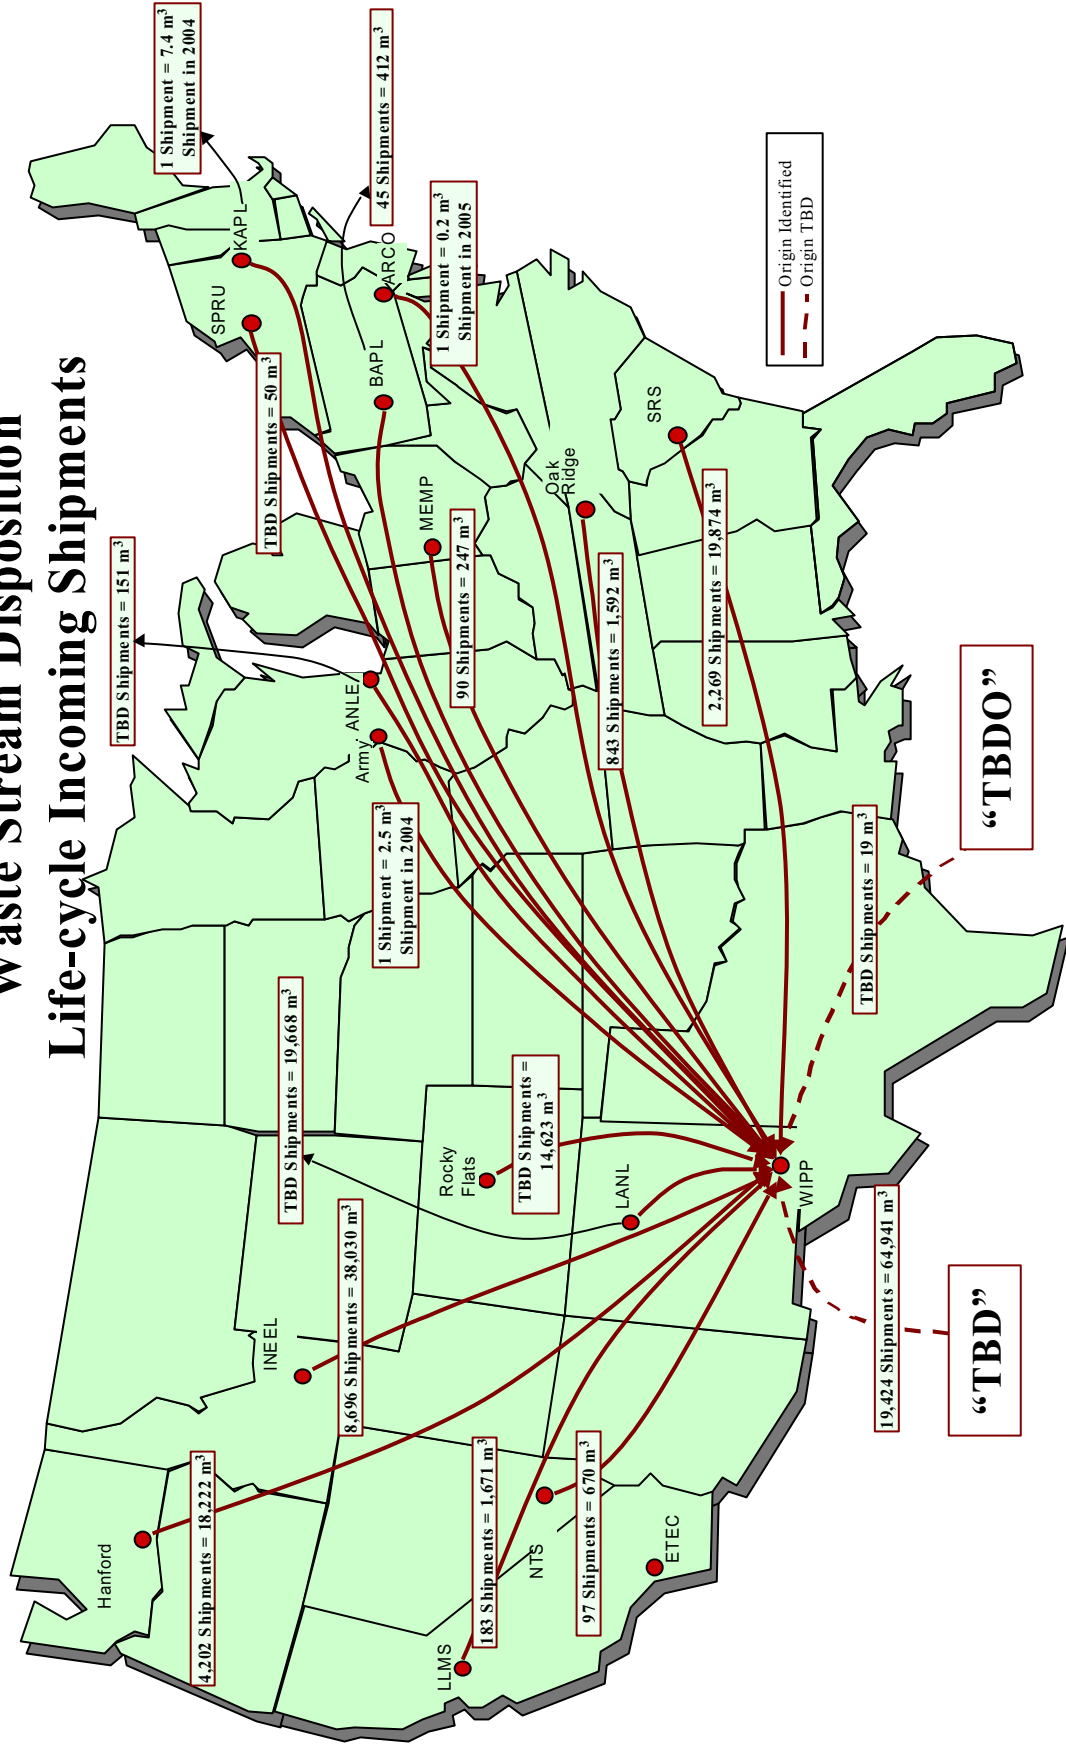 Waste Stream Disposition
Life-cycle Incoming Shipments
TBD Shipments = 151 m³
1 Shipment = 7.4 m³
Shipment in 2004
45 Shipments = 412 m³
1 Shipment = 0.2 m³
Shipment in 2005
TBD Shipments = 50 m³
SPRU
KAPL
ARCO
BAPL
MEMP
90 Shipments = 247 m³
Oak
Ridge
SRS
843 Shipments = 1,592 m³
2,269 Shipments = 19,874 m³
ANLE
Army
1 Shipment = 2.5 m³
Shipment in 2004
TBD Shipments = 19,668 m³
TBD Shipments =
14,623 m³
Rocky
Flats
LANL
WIPP
INEEL
8,696 Shipments = 38,030 m³
Hanford
4,202 Shipments = 18,222 m³
LLMS
183 Shipments = 1,671 m³
NTS
97 Shipments = 670 m³
ETEC
19,424 Shipments = 64,941 m³
“TBD”
TBD Shipments = 19 m³
“TBDO”
Origin Identified
Origin TBD